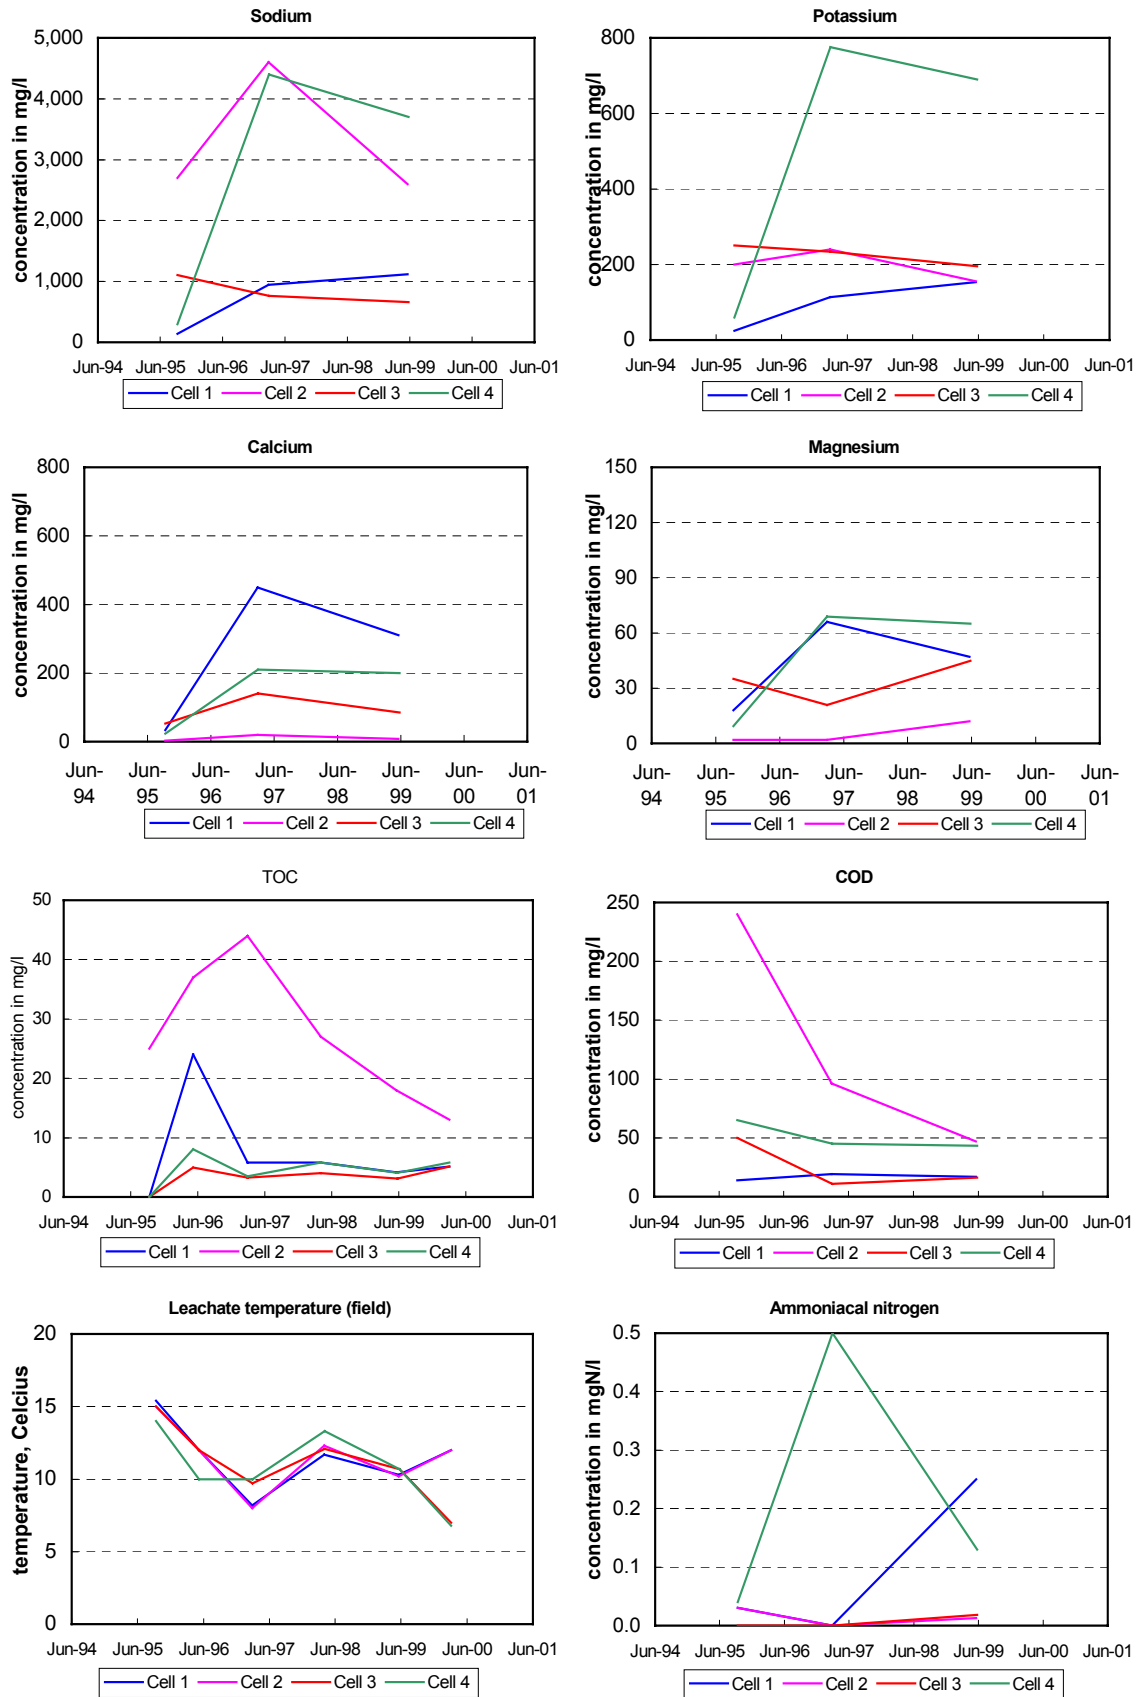 Sodium
concentration in mg/l
5,000
4,000
3,000
2,000
1,000
0
Jun-94 Jun-95 Jun-96 Jun-97 Jun-98 Jun-99 Jun-00 Jun-01
Cell 1 Cell 2 Cell 3 Cell 4
Potassium
concentration in mg/l
800
600
400
200
0
Jun-94 Jun-95 Jun-96 Jun-97 Jun-98 Jun-99 Jun-00 Jun-01
Cell 1 Cell 2 Cell 3 Cell 4
Calcium
concentration in mg/l
800
600
400
200
0
Jun- Jun- Jun- Jun- Jun- Jun- Jun- Jun-
94 95 96 97 98 99 00 01
Cell 1 Cell 2 Cell 3 Cell 4
Magnesium
concentration in mg/l
150
120
90
60
30
0
Jun- Jun- Jun- Jun- Jun- Jun- Jun- Jun-
94 95 96 97 98 99 00 01
Cell 1 Cell 2 Cell 3 Cell 4
TOC
concentration in mg/l
50
40
30
20
10
0
Jun-94 Jun-95 Jun-96 Jun-97 Jun-98 Jun-99 Jun-00 Jun-01
Cell 1 Cell 2 Cell 3 Cell 4
COD
concentration in mg/l
250
200
150
100
50
0
Jun-94 Jun-95 Jun-96 Jun-97 Jun-98 Jun-99 Jun-00 Jun-01
Cell 1 Cell 2 Cell 3 Cell 4
Leachate temperature (field)
temperature, Celcius
20
15
10
5
0
Jun-94 Jun-95 Jun-96 Jun-97 Jun-98 Jun-99 Jun-00 Jun-01
Cell 1 Cell 2 Cell 3 Cell 4
Ammoniacal nitrogen
concentration in mgN/l
0.5
0.4
0.3
0.2
0.1
0.0
Jun-94 Jun-95 Jun-96 Jun-97 Jun-98 Jun-99 Jun-00 Jun-01
Cell 1 Cell 2 Cell 3 Cell 4